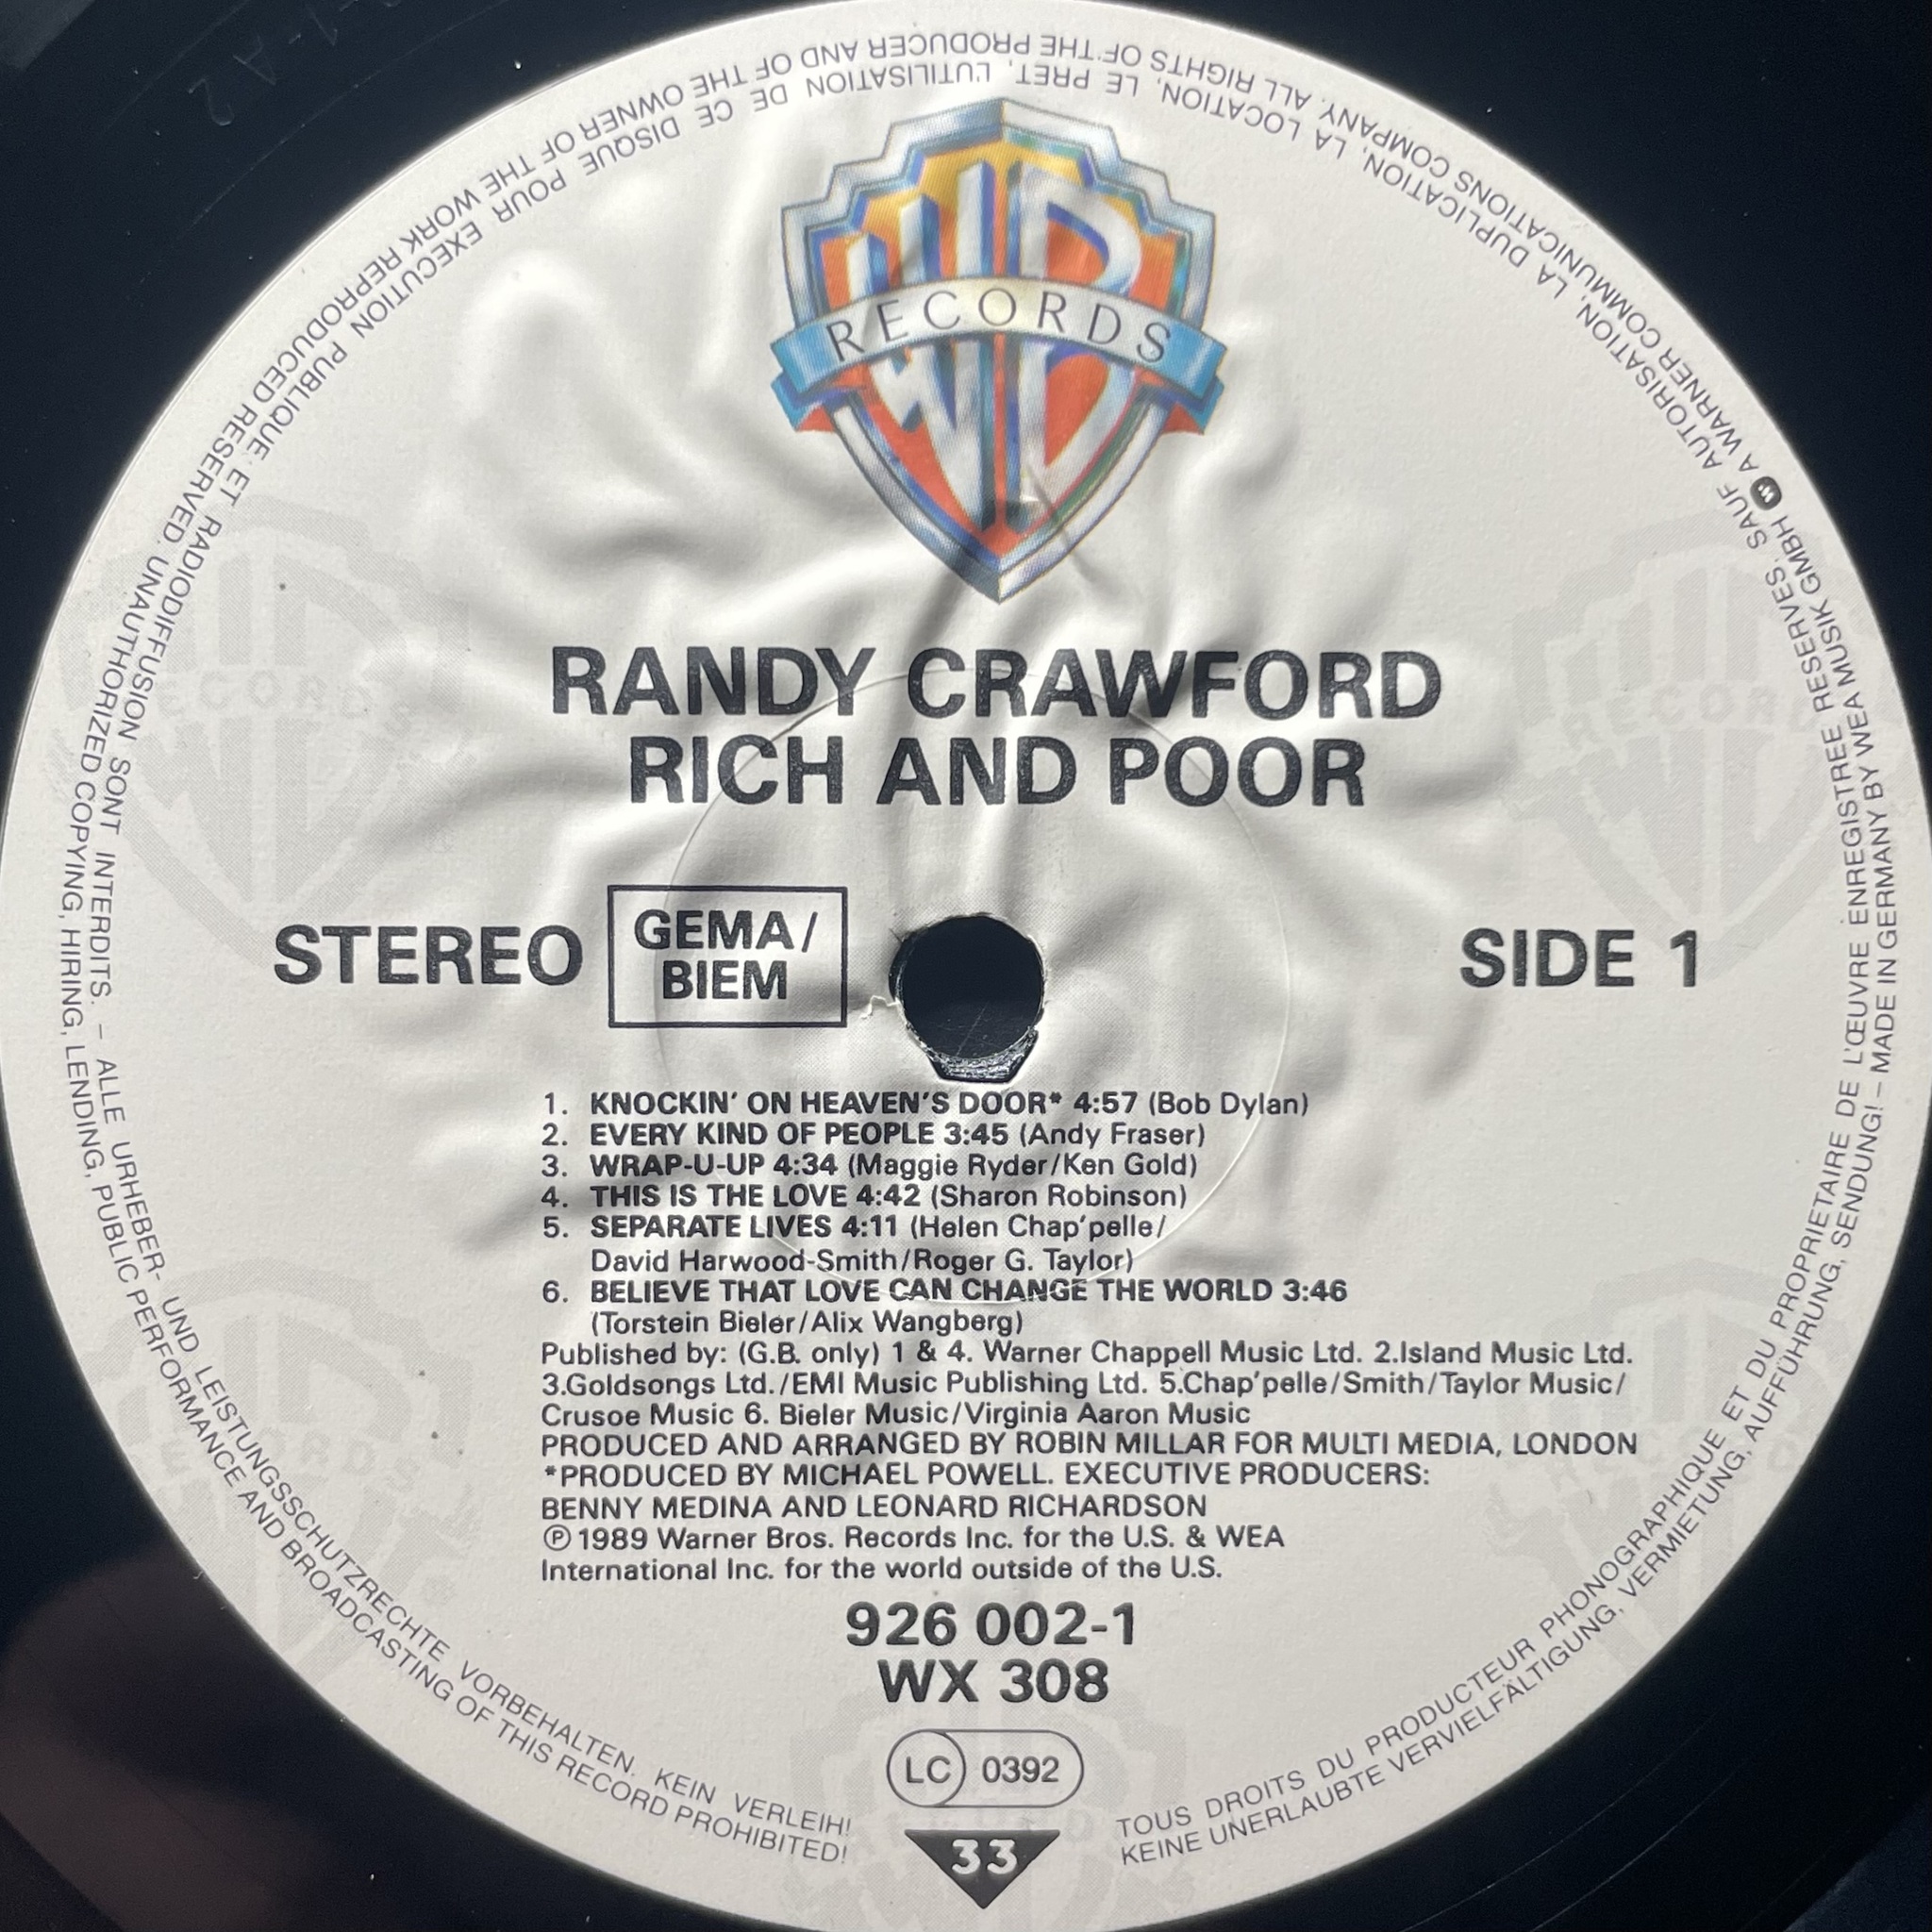 WB
RECORDS
RANDY CRAWFORD
RICH AND POOR
STEREO
GEMA/
BIEM
SIDE 1
1. KNOCKIN' ON HEAVEN'S DOOR* 4:57 (Bob Dylan)
2. EVERY KIND OF PEOPLE 3:45 (Andy Fraser)
3. WRAP-U-UP 4:34 (Maggie Ryder/Ken Gold)
4. THIS IS THE LOVE 4:42 (Sharon Robinson)
5. SEPARATE LIVES 4:11 (Helen Chap'pelle/
David Harwood-Smith/Roger G. Taylor)
6. BELIEVE THAT LOVE CAN CHANGE THE WORLD 3:46
(Torstein Bieler/Alix Wangberg)
Published by: (G.B. only) 1 & 4. Warner Chappell Music Ltd. 2.Island Music Ltd.
3.Goldsongs Ltd./EMI Music Publishing Ltd. 5.Chap'pelle/Smith/Taylor Music/
Crusoe Music 6. Bieler Music/Virginia Aaron Music
PRODUCED AND ARRANGED BY ROBIN MILLAR FOR MULTI MEDIA, LONDON
*PRODUCED BY MICHAEL POWELL. EXECUTIVE PRODUCERS:
BENNY MEDINA AND LEONARD RICHARDSON
Ⓟ 1989 Warner Bros. Records Inc. for the U.S. & WEA
International Inc. for the world outside of the U.S.
926 002-1
WX 308
LC 0392
33
TOUS DROITS DU PRODUCTEUR PHONOGRAPHIQUE ET DU PROPRIETAIRE DE L'ŒUVRE ENREGISTREE RESERVES. SAUF AUTORISATION, LA DUPLICATION, LA LOCATION, LE PRET, L'UTILISATION DE CE DISQUE POUR EXECUTION PUBLIQUE ET RADIODIFFUSION SONT INTERDITS. – ALLE URHEBER- UND LEISTUNGSSCHUTZRECHTE VORBEHALTEN. KEIN VERLEIH!
KEINE UNERLAUBTE VERVIELFÄLTIGUNG, VERMIETUNG, AUFFÜHRUNG, SENDUNG! – MADE IN GERMANY BY WEA MUSIK GMBH A WARNER COMMUNICATIONS COMPANY. ALL RIGHTS OF THE PRODUCER AND OF THE OWNER OF THE WORK REPRODUCED RESERVED. UNAUTHORIZED COPYING, HIRING, LENDING, PUBLIC PERFORMANCE AND BROADCASTING OF THIS RECORD PROHIBITED!